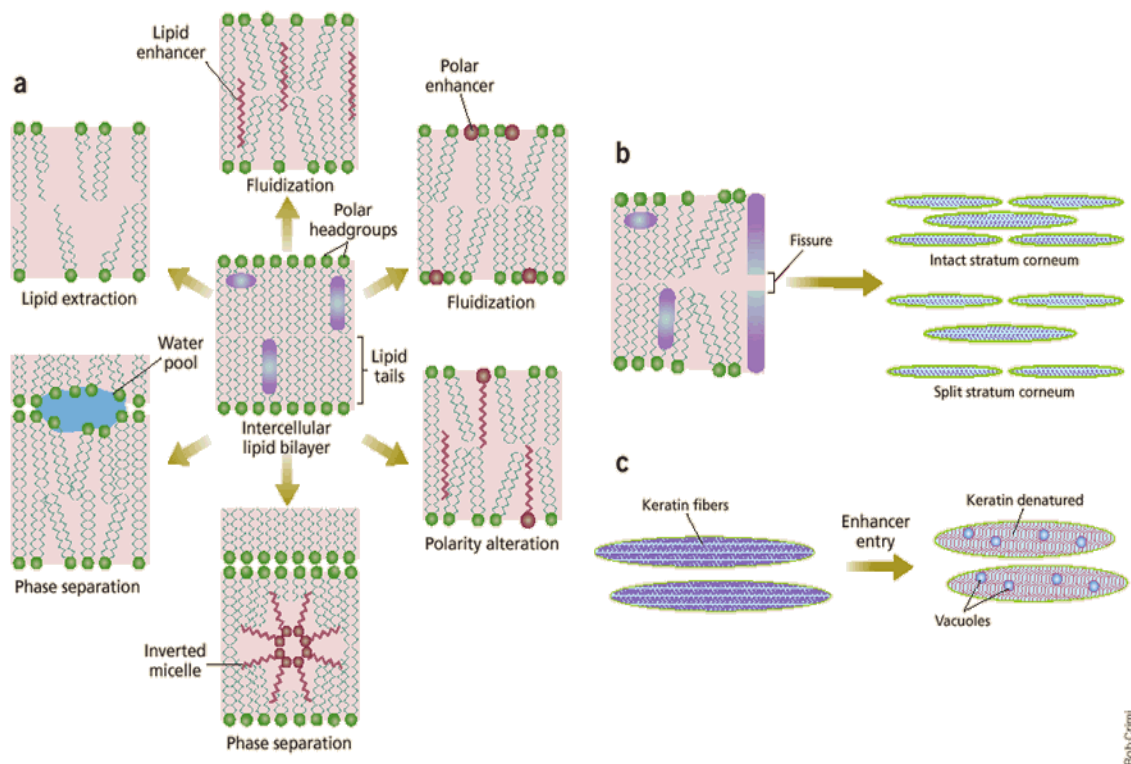 a
Lipid
enhancer
Fluidization
Polar
enhancer
Fluidization
Lipid extraction
Polar
headgroups
Lipid
tails
Intercellular
lipid bilayer
Water
pool
Phase separation
Polarity alteration
Inverted
micelle
Phase separation
b
Fissure
Intact stratum corneum
Split stratum corneum
c
Keratin fibers
Enhancer
entry
Keratin denatured
Vacuoles
Bob Crimi